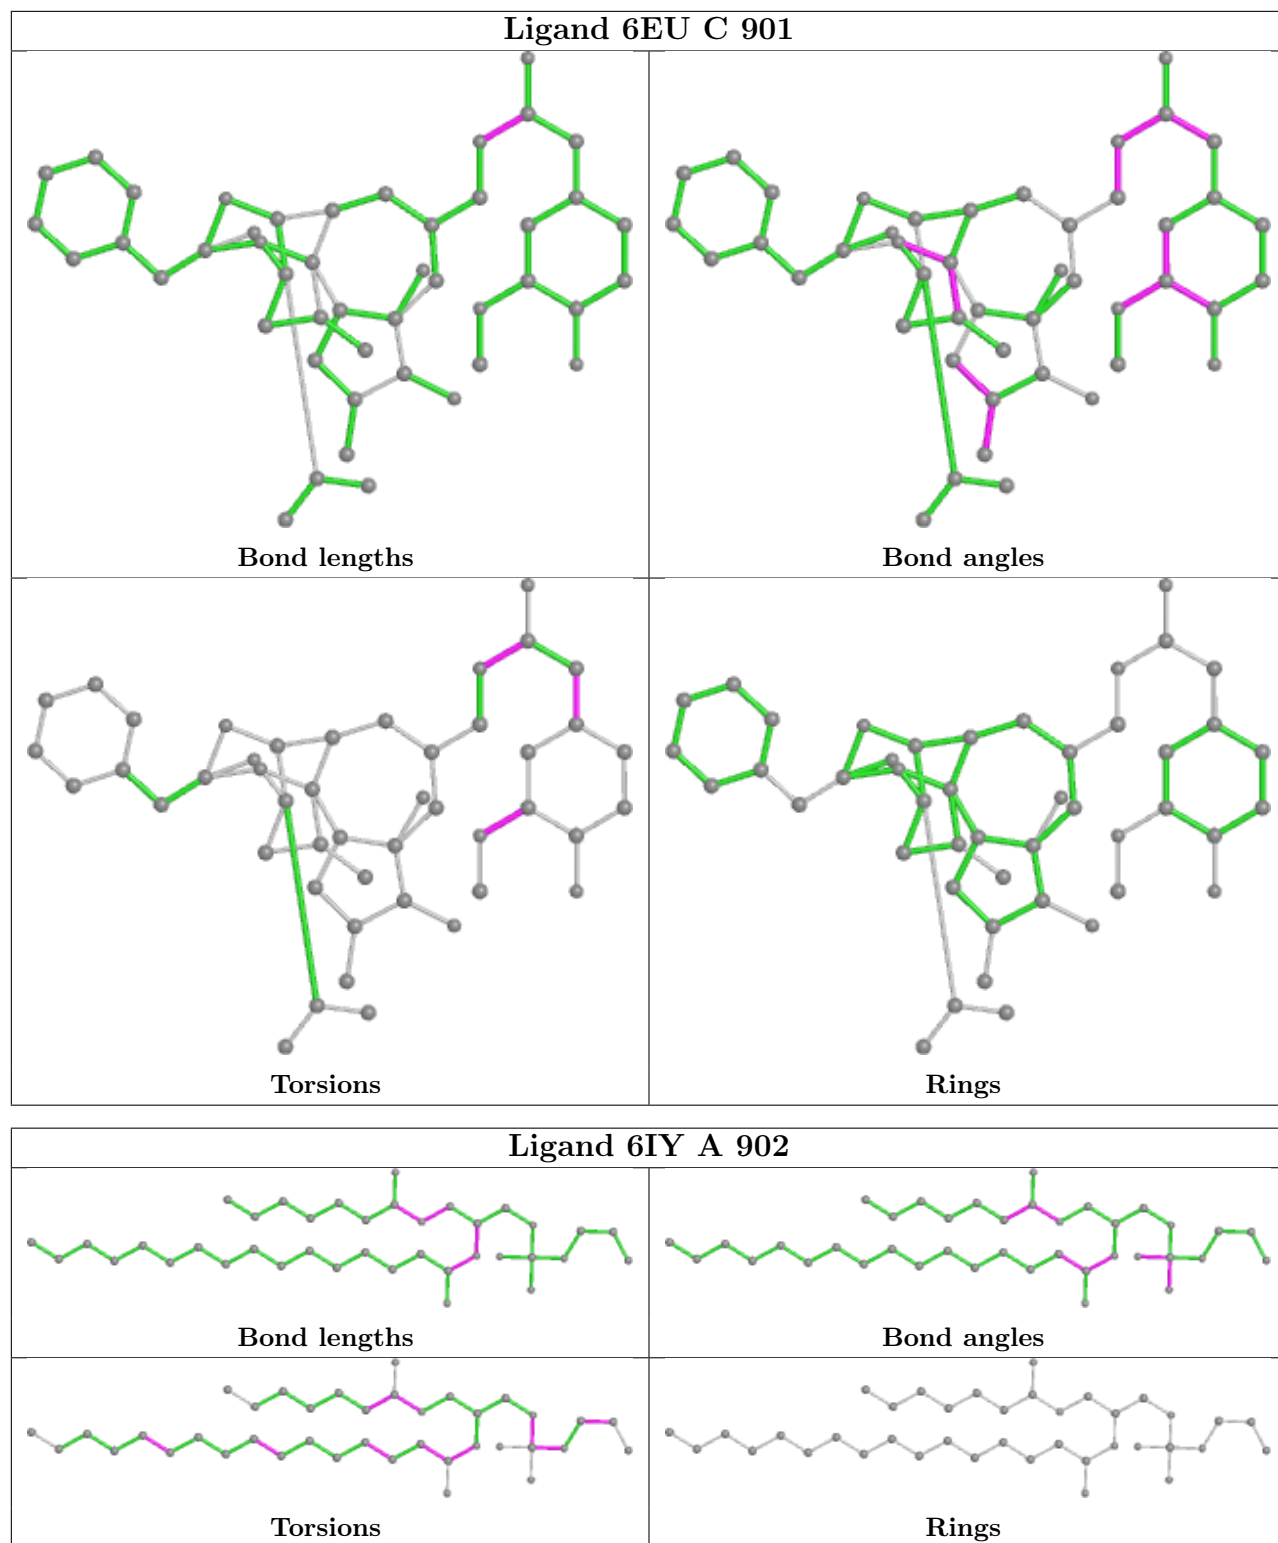 Ligand 6EU C 901
Bond lengths
Bond angles
Torsions
Rings
Ligand 6IY A 902
Bond lengths
Bond angles
Torsions
Rings